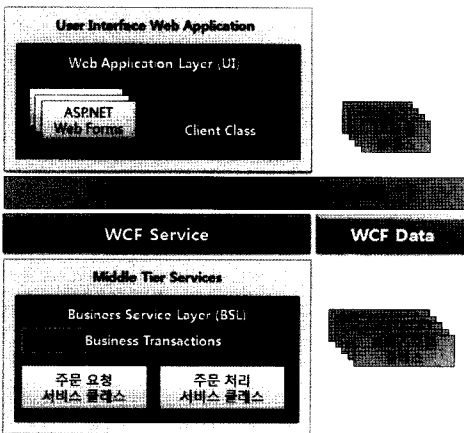 User Interface Web Application
Web Application Layer (UI)
ASP.NET
Web Forms
Client Class
WCF Service
WCF Data
Middle Tier Services
Business Service Layer (BSL)
Business Transactions
주문 요청
서비스 클래스
주문 처리
서비스 클래스